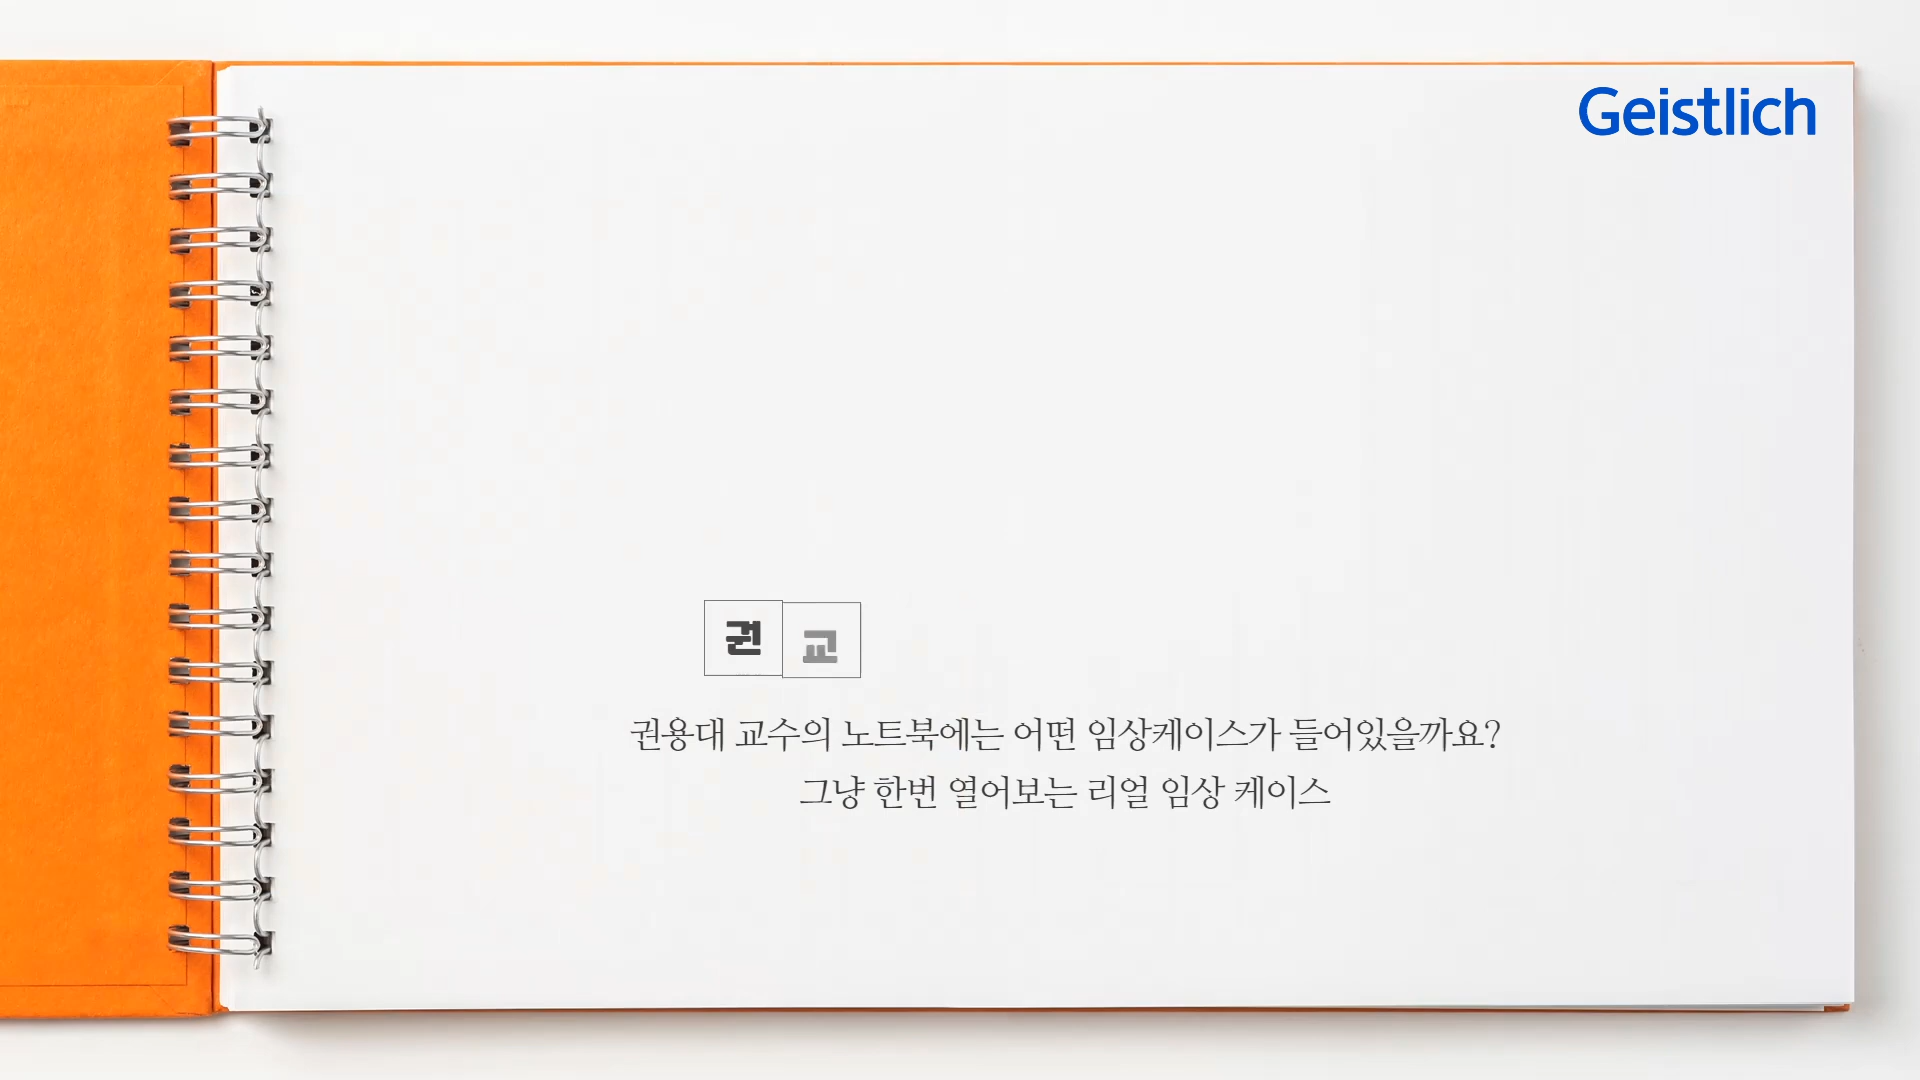 Geistlich
권교
권용대 교수의 노트북에는 어떤 임상케이스가 들어있을까요?
그냥 한번 열어보는 리얼 임상 케이스